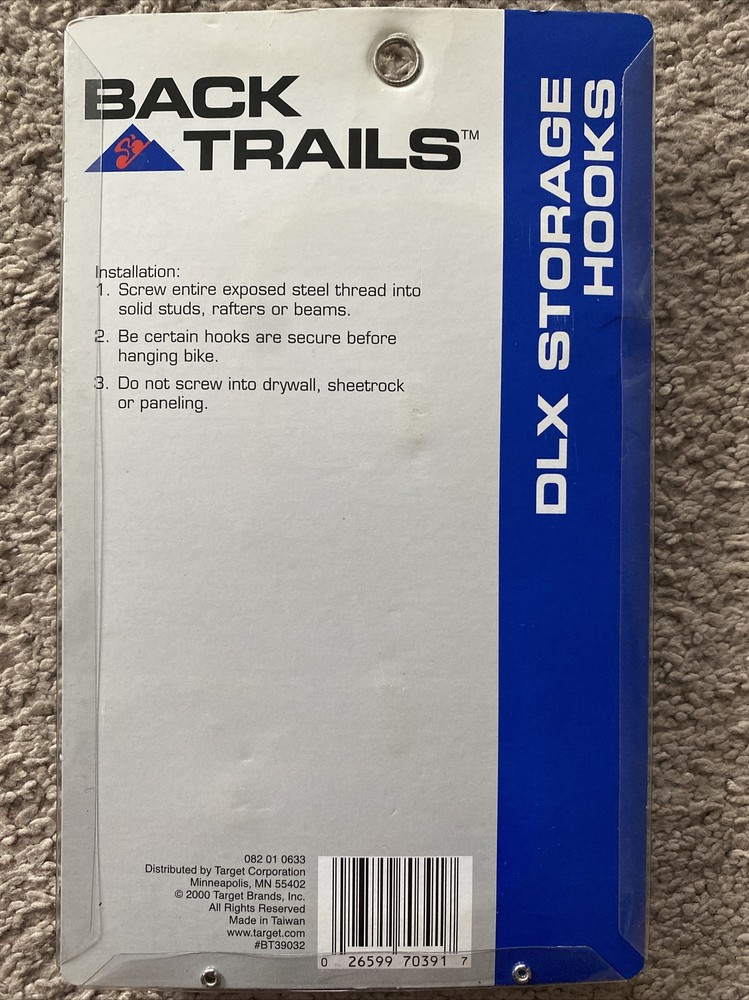 BACK
TRAILS™
DLX STORAGE
HOOKS
Installation:
1. Screw entire exposed steel thread into
solid studs, rafters or beams.
2. Be certain hooks are secure before
hanging bike.
3. Do not screw into drywall, sheetrock
or paneling.
082 01 0633
Distributed by Target Corporation
Minneapolis, MN 55402
© 2000 Target Brands, Inc.
All Rights Reserved
Made in Taiwan
www.target.com
#BT39032
0 26599 70391 7